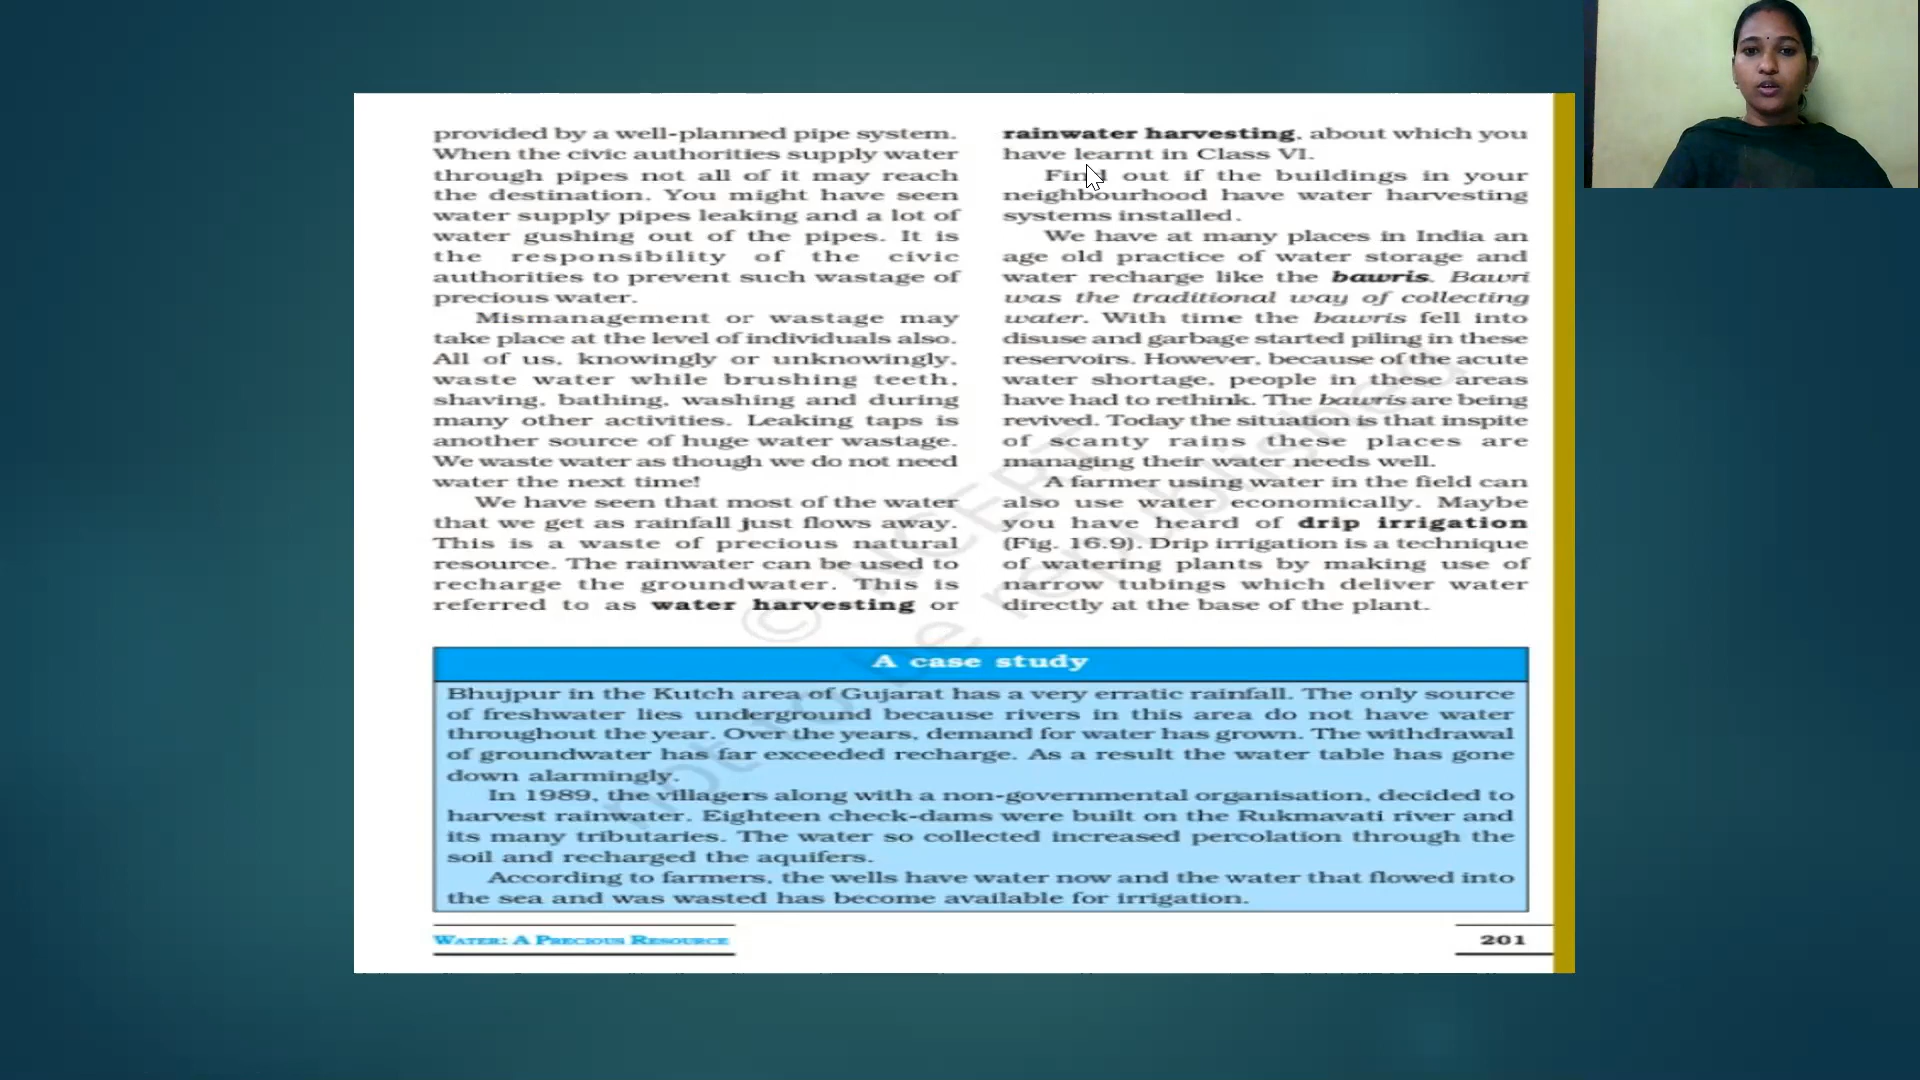 provided by a well-planned pipe system.
When the civic authorities supply water
through pipes not all of it may reach
the destination. You might have seen
water supply pipes leaking and a lot of
water gushing out of the pipes. It is
the responsibility of the civic
authorities to prevent such wastage of
precious water.
Mismanagement or wastage may
take place at the level of individuals also.
All of us, knowingly or unknowingly,
waste water while brushing teeth,
shaving, bathing, washing and during
many other activities. Leaking taps is
another source of huge water wastage.
We waste water as though we do not need
water the next time!
We have seen that most of the water
that we get as rainfall just flows away.
This is a waste of precious natural
resource. The rainwater can be used to
recharge the groundwater. This is
referred to as water harvesting or
rainwater harvesting, about which you
have learnt in Class VI.
Find out if the buildings in your
neighbourhood have water harvesting
systems installed.
We have at many places in India an
age old practice of water storage and
water recharge like the bawris. Bawri
was the traditional way of collecting
water. With time the bawris fell into
disuse and garbage started piling in these
reservoirs. However, because of the acute
water shortage, people in these areas
have had to rethink. The bawris are being
revived. Today the situation is that inspite
of scanty rains these places are
managing their water needs well.
A farmer using water in the field can
also use water economically. Maybe
you have heard of drip irrigation
(Fig. 16.9). Drip irrigation is a technique
of watering plants by making use of
narrow tubings which deliver water
directly at the base of the plant.
© NCERT
not to be republished
A case study
Bhujpur in the Kutch area of Gujarat has a very erratic rainfall. The only source
of freshwater lies underground because rivers in this area do not have water
throughout the year. Over the years, demand for water has grown. The withdrawal
of groundwater has far exceeded recharge. As a result the water table has gone
down alarmingly.
In 1989, the villagers along with a non-governmental organisation, decided to
harvest rainwater. Eighteen check-dams were built on the Rukmavati river and
its many tributaries. The water so collected increased percolation through the
soil and recharged the aquifers.
According to farmers, the wells have water now and the water that flowed into
the sea and was wasted has become available for irrigation.
WATER: A PRECIOUS RESOURCE
201